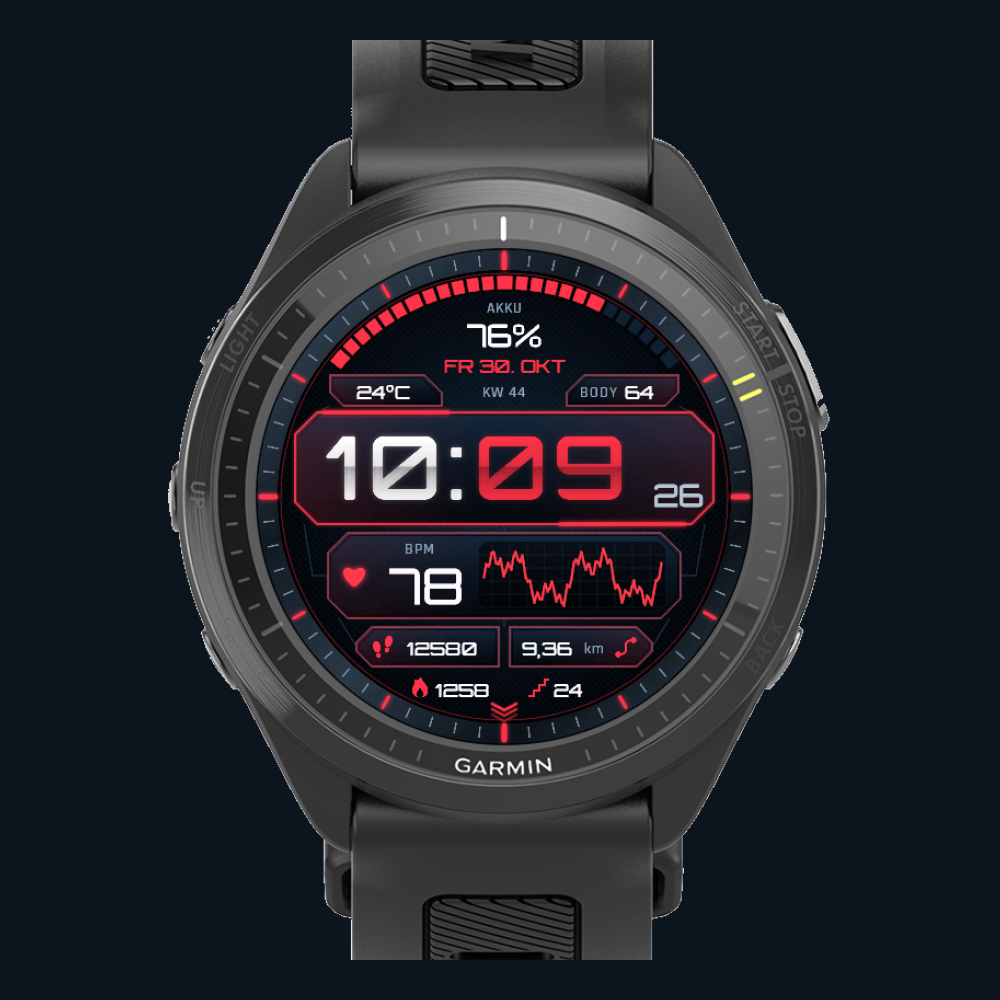 LIGHT
START
STOP
UP
BACK
AKKU
76%
FR 30. OKT
24°C KW 44 BODY 64
10:09 26
BPM
78
12580 9,36 km
1258 24
GARMIN